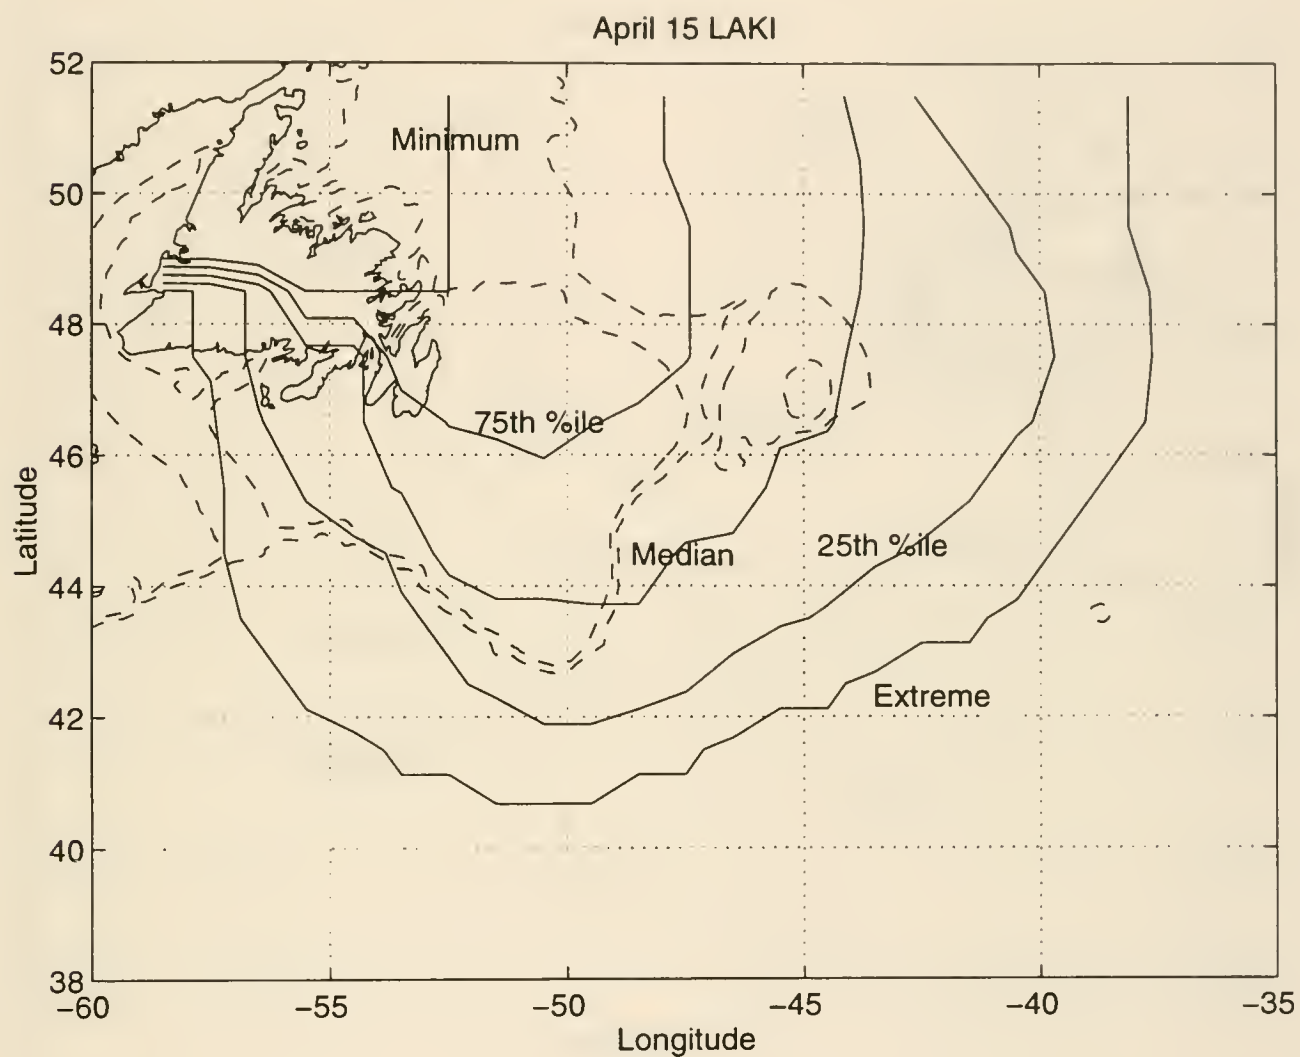 April 15 LAKI
52
Minimum
50
48
75th %ile
46
Latitude
Median
25th %ile
44
Extreme
42
40
38
-60 -55 -50 -45 -40 -35
Longitude